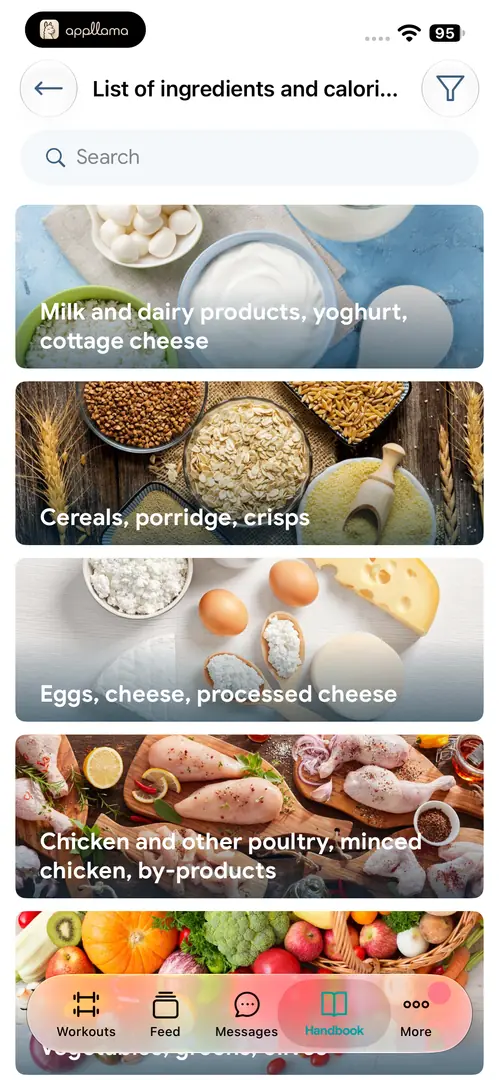 appllama
95
List of ingredients and calori...
Search
Milk and dairy products, yoghurt,
cottage cheese
Cereals, porridge, crisps
Eggs, cheese, processed cheese
Chicken and other poultry, minced
chicken, by-products
Workouts
Feed
Messages
Handbook
More